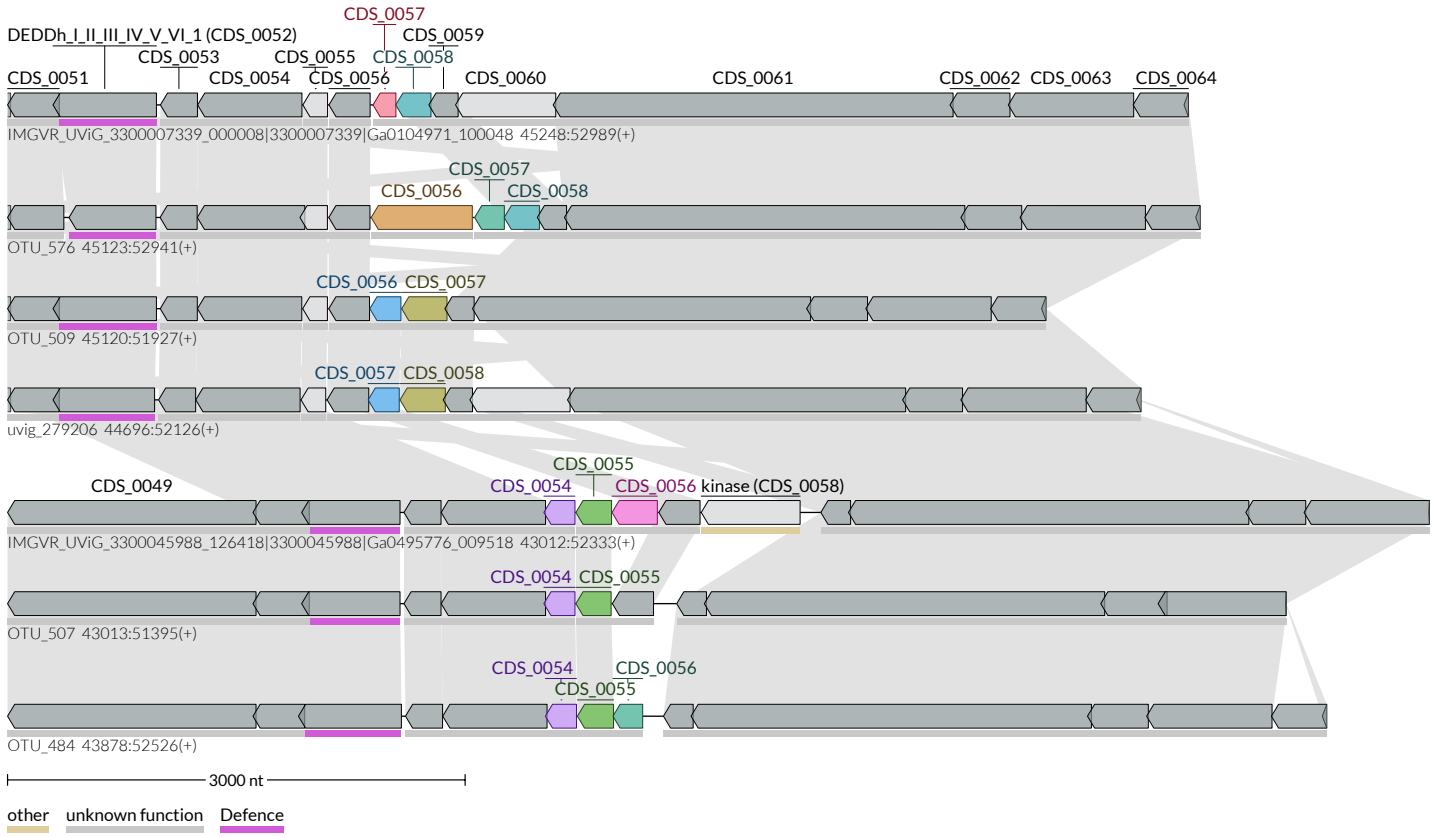 CDS_0057
DEDDh_I_II_III_IV_V_VI_1 (CDS_0052) CDS_0059
CDS_0053 CDS_0055 CDS_0058
CDS_0051 CDS_0054 CDS_0056 CDS_0060 CDS_0061 CDS_0062 CDS_0063 CDS_0064
IMGVR_UViG_3300007339_000008|3300007339|Ga0104971_100048 45248:52989(+)
CDS_0057
CDS_0056 CDS_0058
OTU_576 45123:52941(+)
CDS_0056 CDS_0057
OTU_509 45120:51927(+)
CDS_0057 CDS_0058
uvig_279206 44696:52126(+)
CDS_0055
CDS_0049 CDS_0054 CDS_0056 kinase (CDS_0058)
IMGVR_UViG_3300045988_126418|3300045988|Ga0495776_009518 43012:52333(+)
CDS_0054 CDS_0055
OTU_507 43013:51395(+)
CDS_0054 CDS_0056
CDS_0055
OTU_484 43878:52526(+)
3000 nt
other unknown function Defence